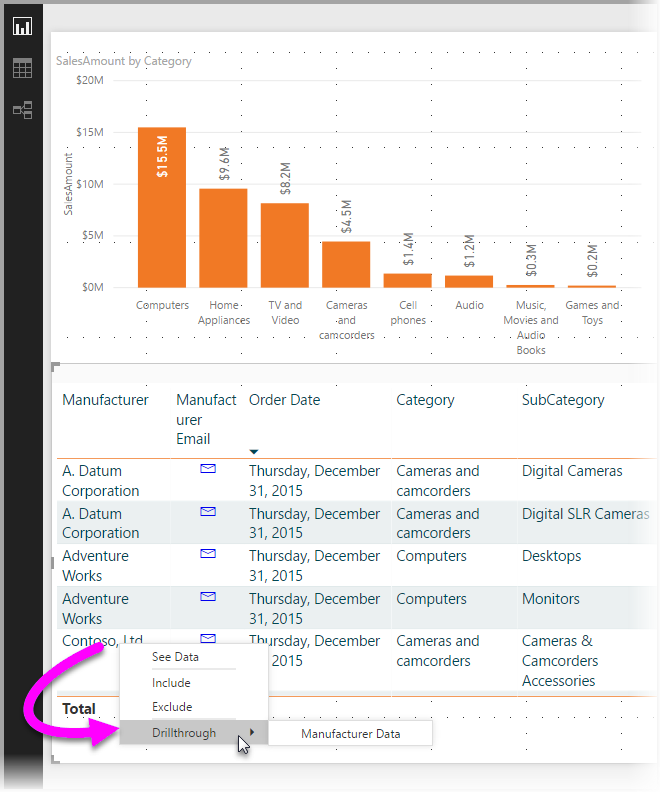 SalesAmount by Category
$20M
$15M
$10M
$5M
$0M
SalesAmount
$15.5M
$9.6M
$8.2M
$4.5M
$1.4M
$1.2M
$0.3M
$0.2M
Computers
Home
Appliances
TV and
Video
Cameras
and
camcorders
Cell
phones
Audio
Music,
Movies and
Audio
Books
Games and
Toys
Manufacturer
Manufact
urer
Email
Order Date
Category
SubCategory
A. Datum
Corporation
Thursday, December
31, 2015
Cameras and
camcorders
Digital Cameras
A. Datum
Corporation
Thursday, December
31, 2015
Cameras and
camcorders
Digital SLR Cameras
Adventure
Works
Thursday, December
31, 2015
Computers
Desktops
Adventure
Works
Thursday, December
31, 2015
Computers
Monitors
Contoso, Ltd
Thursday, December
31, 2015
Cameras and
camcorders
Cameras &
Camcorders
Accessories
Total
See Data
Include
Exclude
Drillthrough
Manufacturer Data